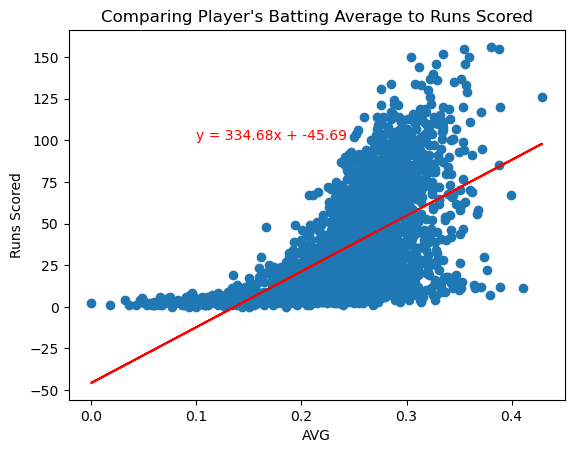 Comparing Player's Batting Average to Runs Scored
150
125
y = 334.68x + -45.69
100
75
50
25
0
−25
−50
Runs Scored
0.0 0.1 0.2 0.3 0.4
AVG